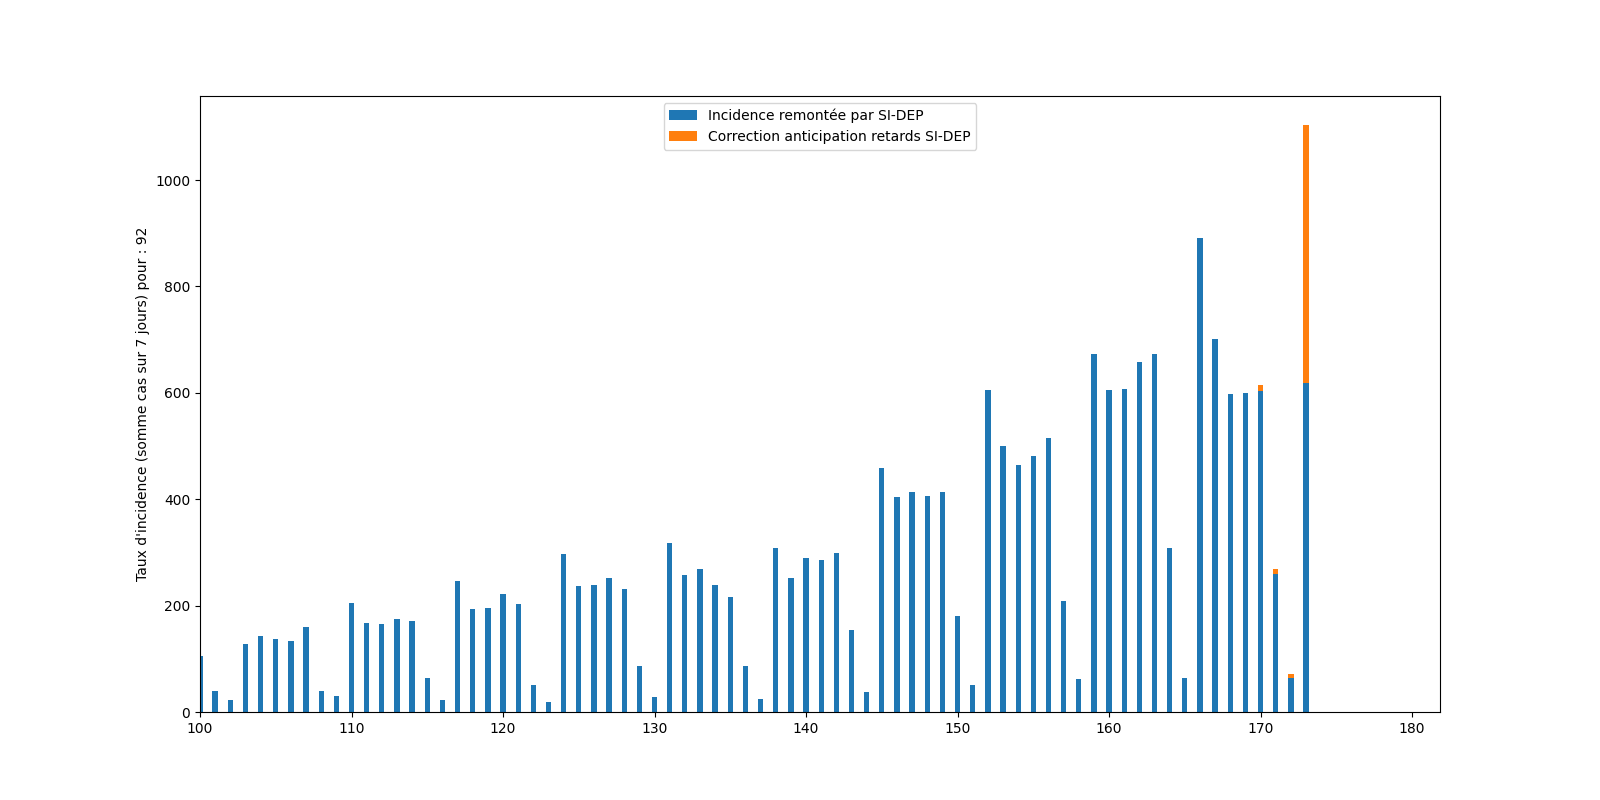 Incidence remontée par SI-DEP
Correction anticipation retards SI-DEP
Taux d'incidence (somme cas sur 7 jours) pour : 92
1000
800
600
400
200
0
100 110 120 130 140 150 160 170 180